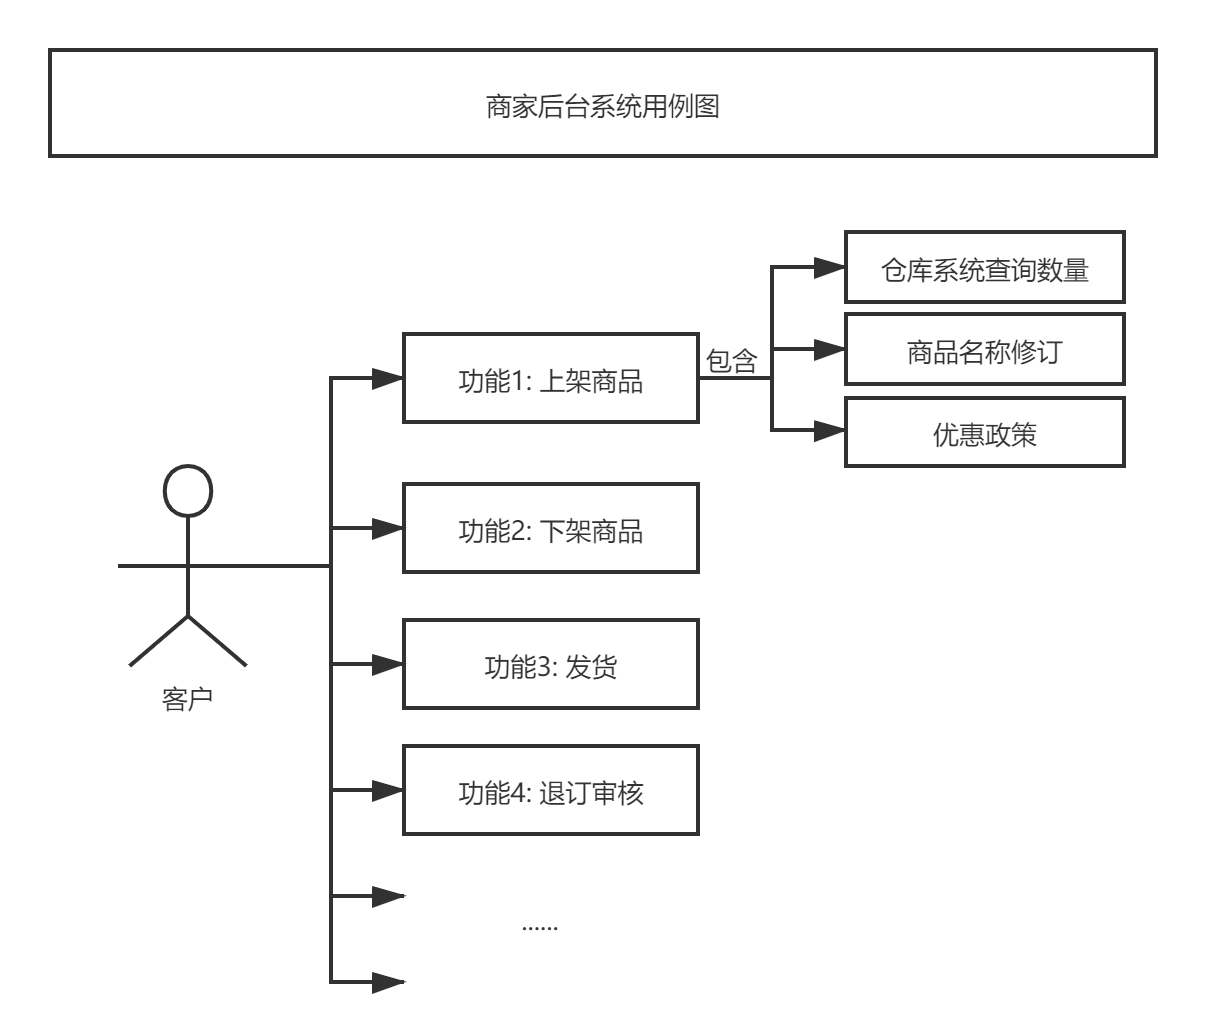 商家后台系统用例图
仓库系统查询数量
商品名称修订
优惠政策
包含
功能1: 上架商品
功能2: 下架商品
功能3: 发货
功能4: 退订审核
......
客户